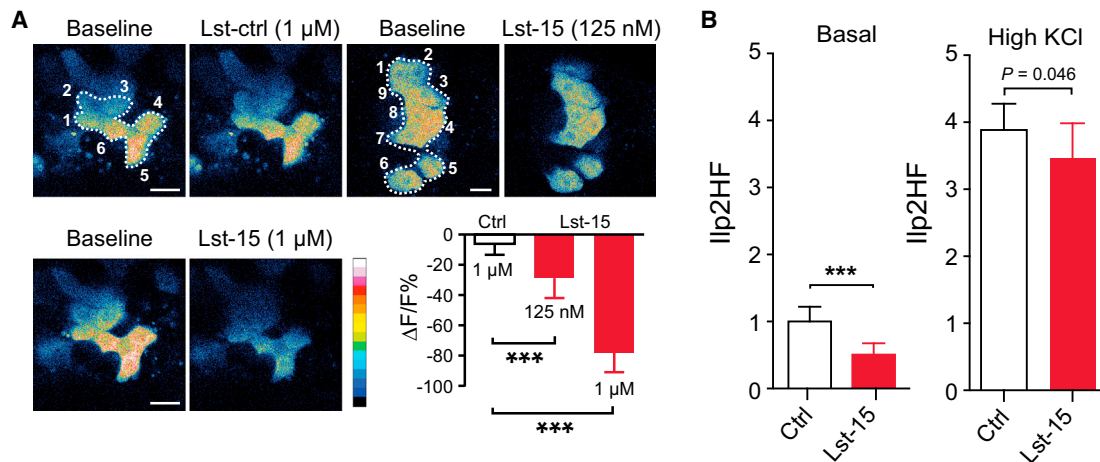 A
Baseline
Lst-ctrl (1 µM)
Baseline
Lst-15 (125 nM)
2
3
4
1
6
5
1
2
9
3
8
4
7
6
5
Baseline
Lst-15 (1 µM)
Ctrl
Lst-15
0
-20
-40
-60
-80
-100
ΔF/F%
1 µM
125 nM
1 µM
***
***
B
Basal
5
4
3
2
1
0
Ilp2HF
***
Ctrl
Lst-15
High KCl
P = 0.046
5
4
3
2
1
0
Ilp2HF
Ctrl
Lst-15